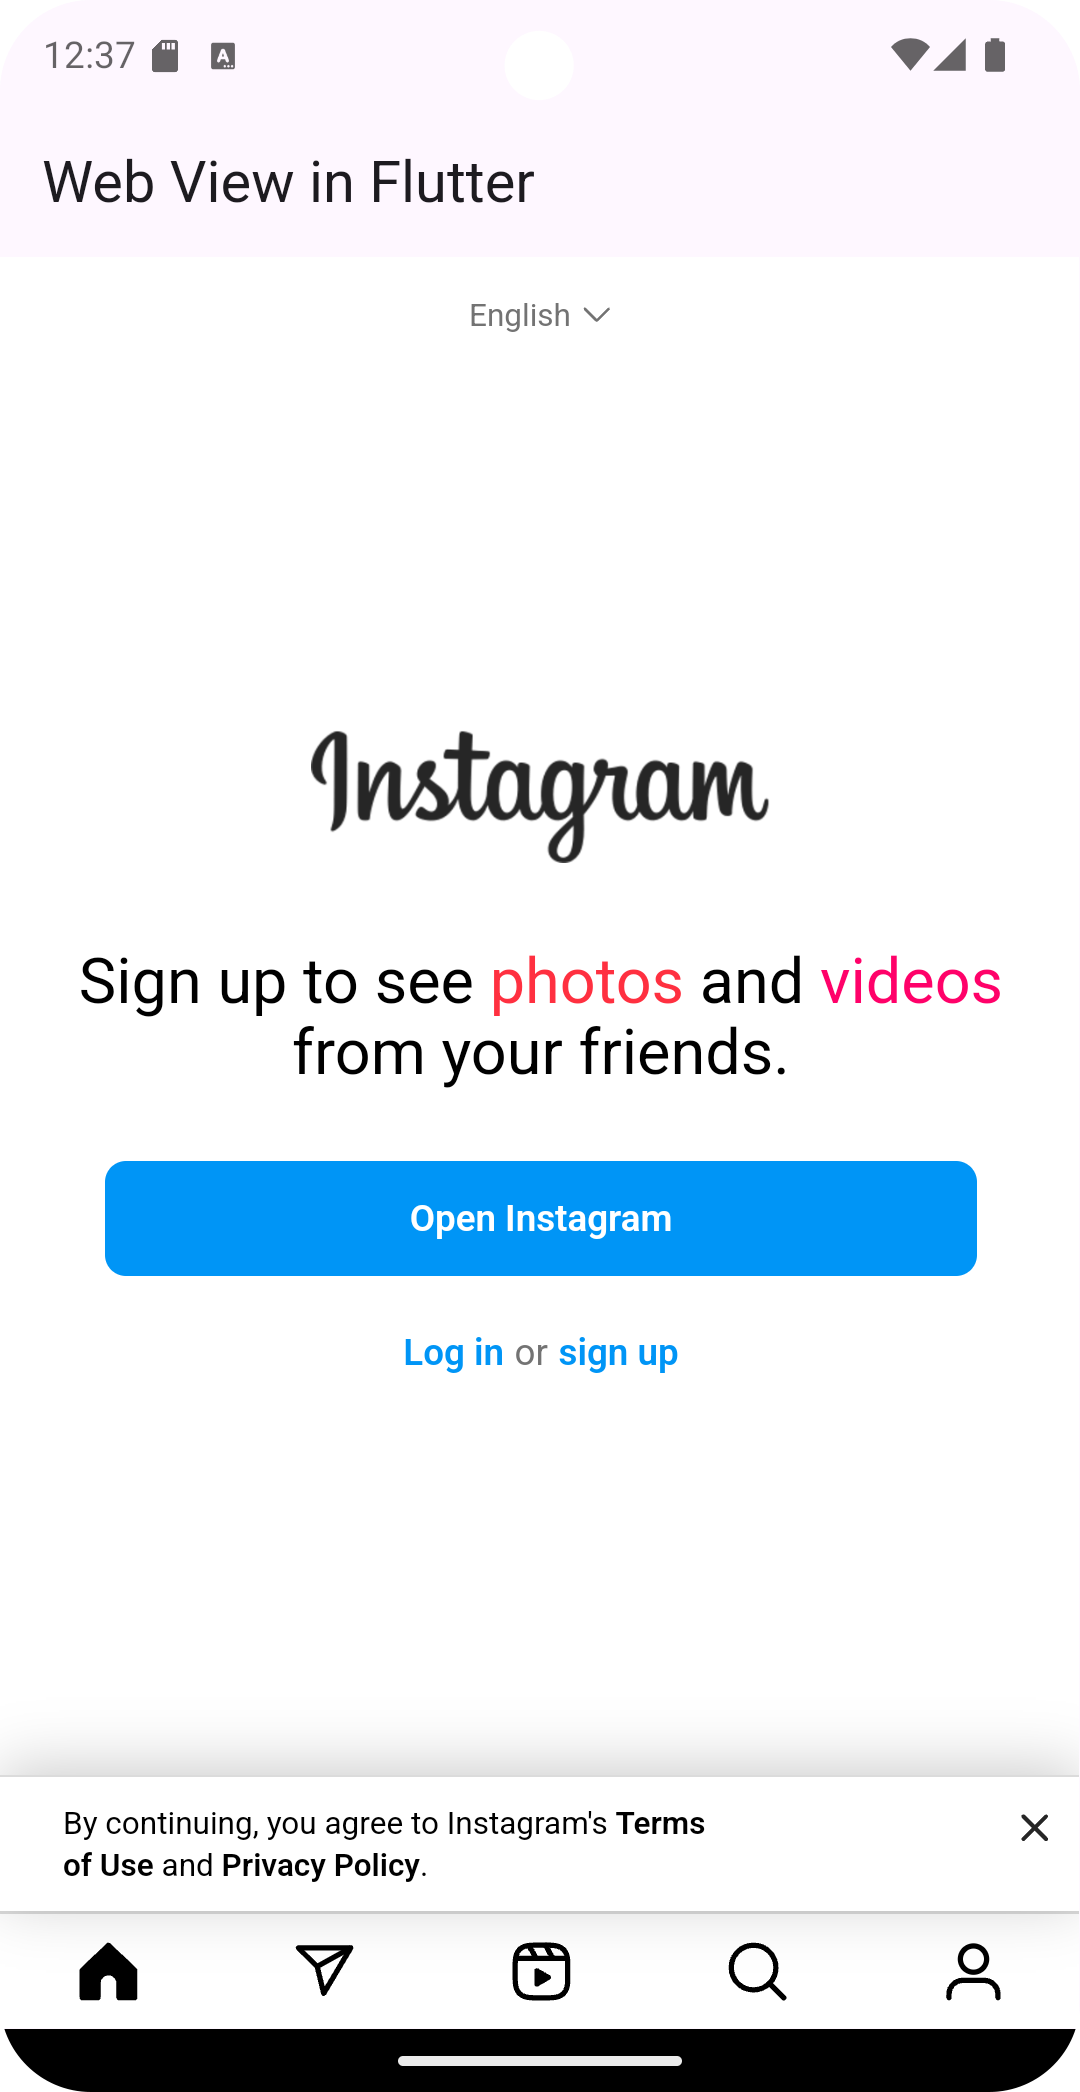 12:37
Web View in Flutter
English
Instagram
Sign up to see photos and videos
from your friends.
Open Instagram
Log in or sign up
By continuing, you agree to Instagram's Terms
of Use and Privacy Policy.